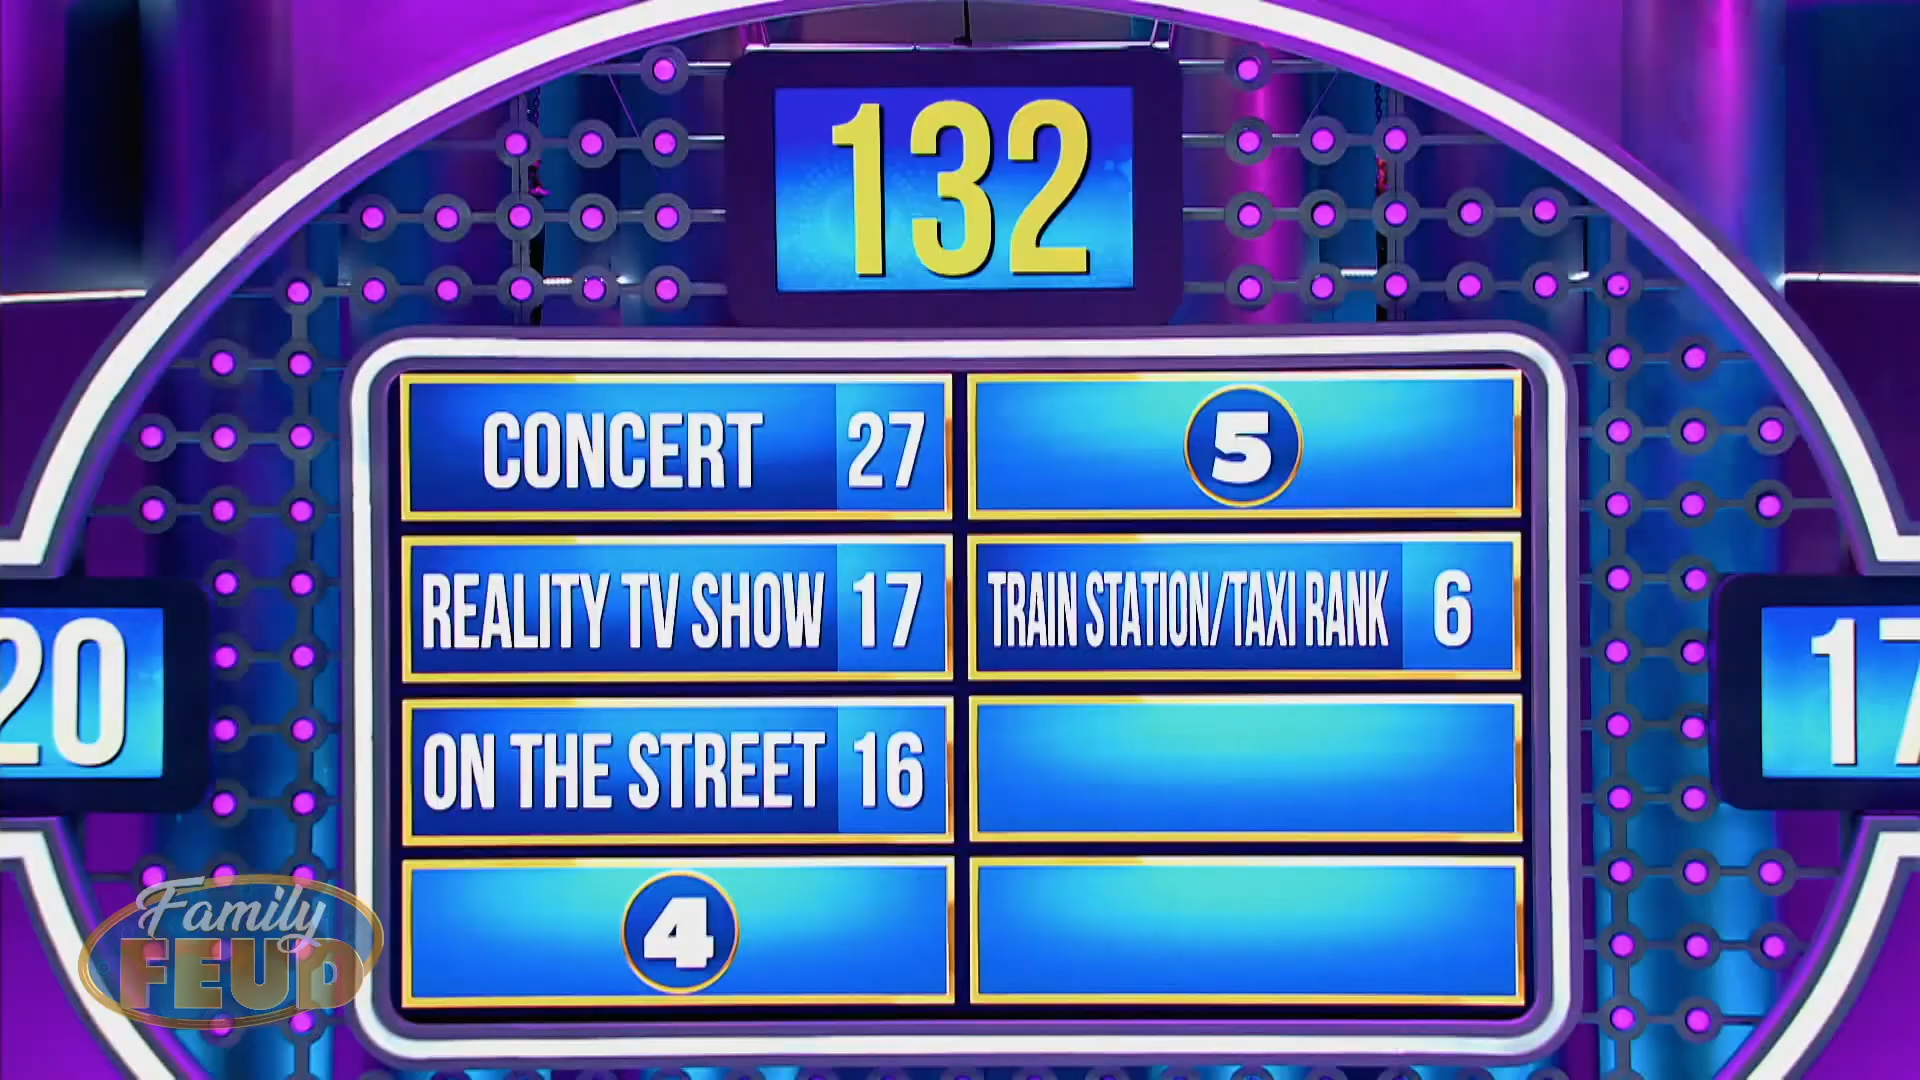 132
CONCERT 27
5
REALITY TV SHOW 17
TRAIN STATION/TAXI RANK 6
ON THE STREET 16
4
20
17
Family
FEUD